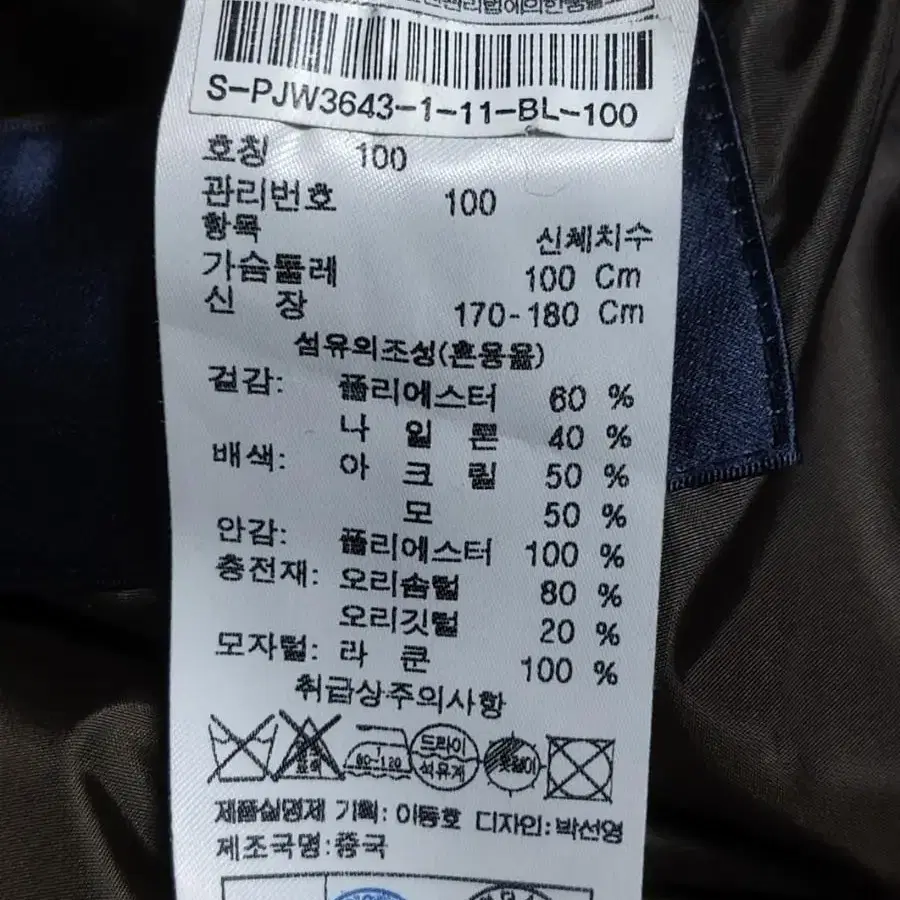 S-PJW3643-1-11-BL-100
호칭 100
관리번호 100
항목 신체치수
가슴둘레 100 Cm
신 장 170-180 Cm
섬유의조성(혼용율)
겉감: 폴리에스터 60 %
나 일 론 40 %
배색: 아 크 릴 50 %
모 50 %
안감: 폴리에스터 100 %
충전재: 오리솜털 80 %
오리깃털 20 %
모자털: 라 쿤 100 %
취급상주의사항
80-120 드라이 석유계 옷걸이
제품실명제 기획: 이동호 디자인: 박선영
제조국명: 중국